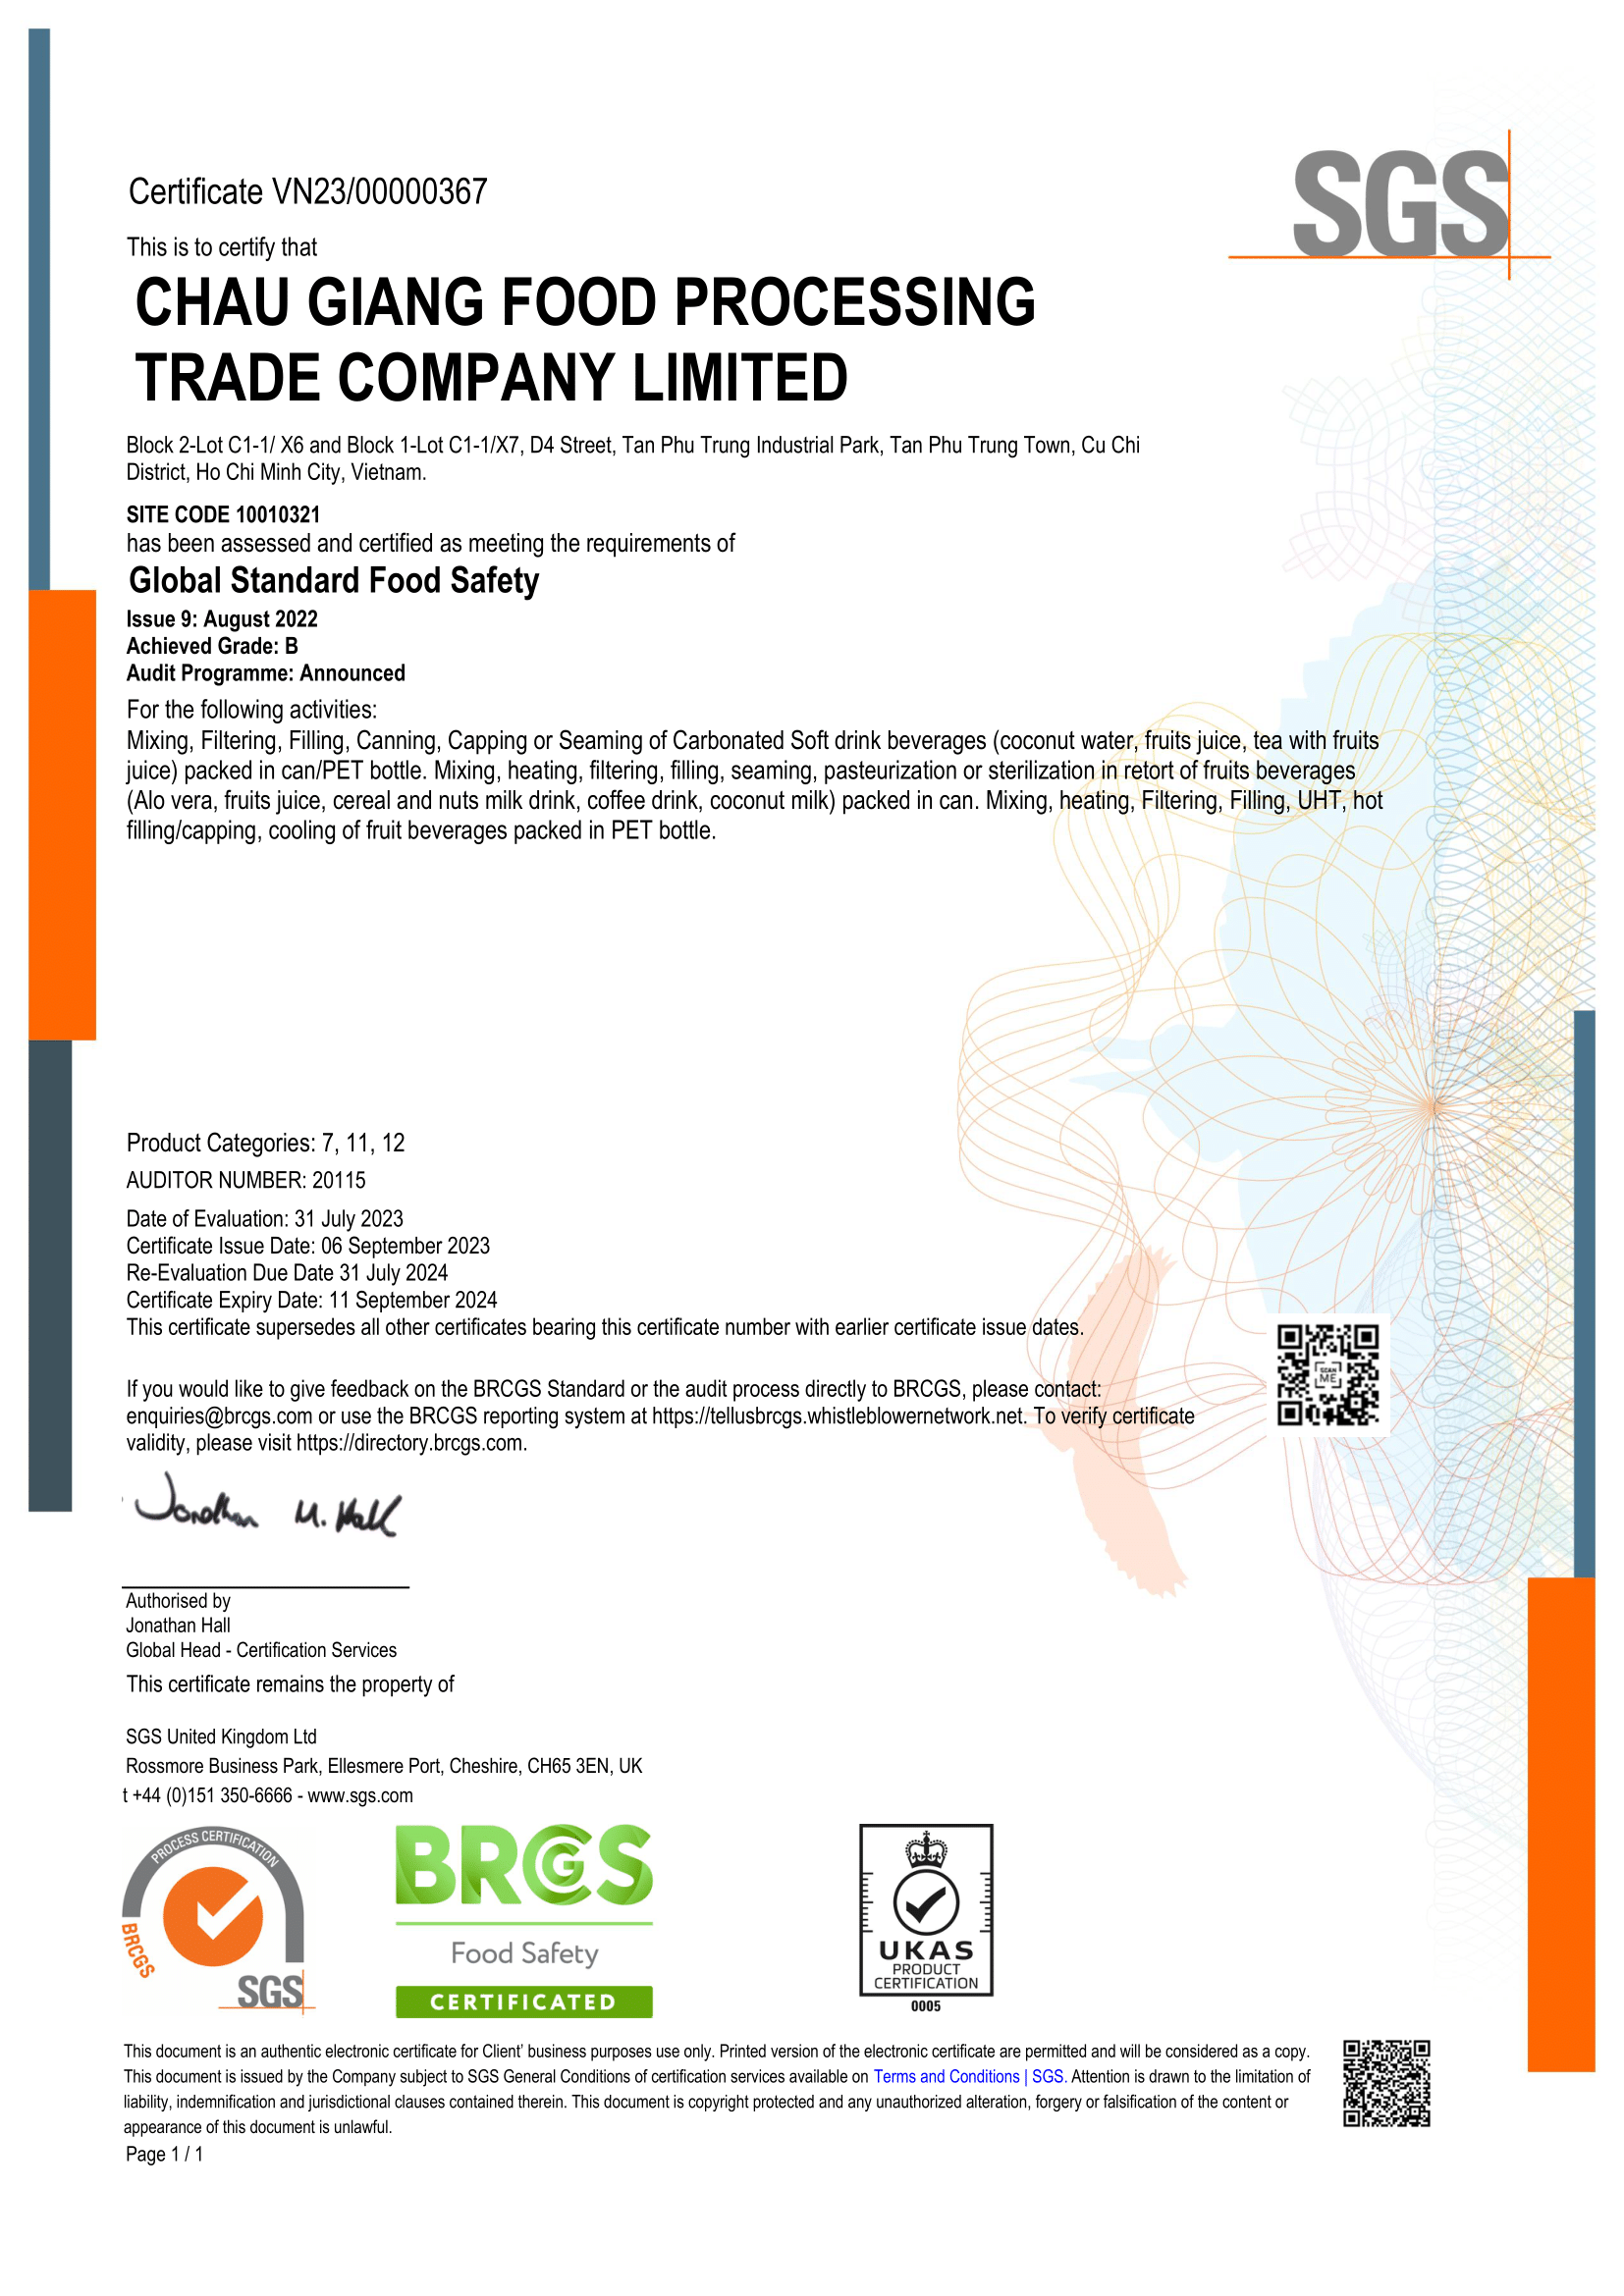 SGS
Certificate VN23/00000367
This is to certify that
CHAU GIANG FOOD PROCESSING
TRADE COMPANY LIMITED
Block 2-Lot C1-1/ X6 and Block 1-Lot C1-1/X7, D4 Street, Tan Phu Trung Industrial Park, Tan Phu Trung Town, Cu Chi
District, Ho Chi Minh City, Vietnam.
SITE CODE 10010321
has been assessed and certified as meeting the requirements of
Global Standard Food Safety
Issue 9: August 2022
Achieved Grade: B
Audit Programme: Announced
For the following activities:
Mixing, Filtering, Filling, Canning, Capping or Seaming of Carbonated Soft drink beverages (coconut water, fruits juice, tea with fruits
juice) packed in can/PET bottle. Mixing, heating, filtering, filling, seaming, pasteurization or sterilization in retort of fruits beverages
(Alo vera, fruits juice, cereal and nuts milk drink, coffee drink, coconut milk) packed in can. Mixing, heating, Filtering, Filling, UHT, hot
filling/capping, cooling of fruit beverages packed in PET bottle.
Product Categories: 7, 11, 12
AUDITOR NUMBER: 20115
Date of Evaluation: 31 July 2023
Certificate Issue Date: 06 September 2023
Re-Evaluation Due Date 31 July 2024
Certificate Expiry Date: 11 September 2024
This certificate supersedes all other certificates bearing this certificate number with earlier certificate issue dates.
SCAN
ME
If you would like to give feedback on the BRCGS Standard or the audit process directly to BRCGS, please contact:
enquiries@brcgs.com or use the BRCGS reporting system at https://tellusbrcgs.whistleblowernetwork.net. To verify certificate
validity, please visit https://directory.brcgs.com.
Jonathan M. Hall
Authorised by
Jonathan Hall
Global Head - Certification Services
This certificate remains the property of
SGS United Kingdom Ltd
Rossmore Business Park, Ellesmere Port, Cheshire, CH65 3EN, UK
t +44 (0)151 350-6666 - www.sgs.com
PROCESS CERTIFICATION
BRCGS
SGS
BRCGS
Food Safety
CERTIFICATED
UKAS
PRODUCT
CERTIFICATION
0005
This document is an authentic electronic certificate for Client' business purposes use only. Printed version of the electronic certificate are permitted and will be considered as a copy.
This document is issued by the Company subject to SGS General Conditions of certification services available on Terms and Conditions | SGS. Attention is drawn to the limitation of
liability, indemnification and jurisdictional clauses contained therein. This document is copyright protected and any unauthorized alteration, forgery or falsification of the content or
appearance of this document is unlawful.
Page 1 / 1